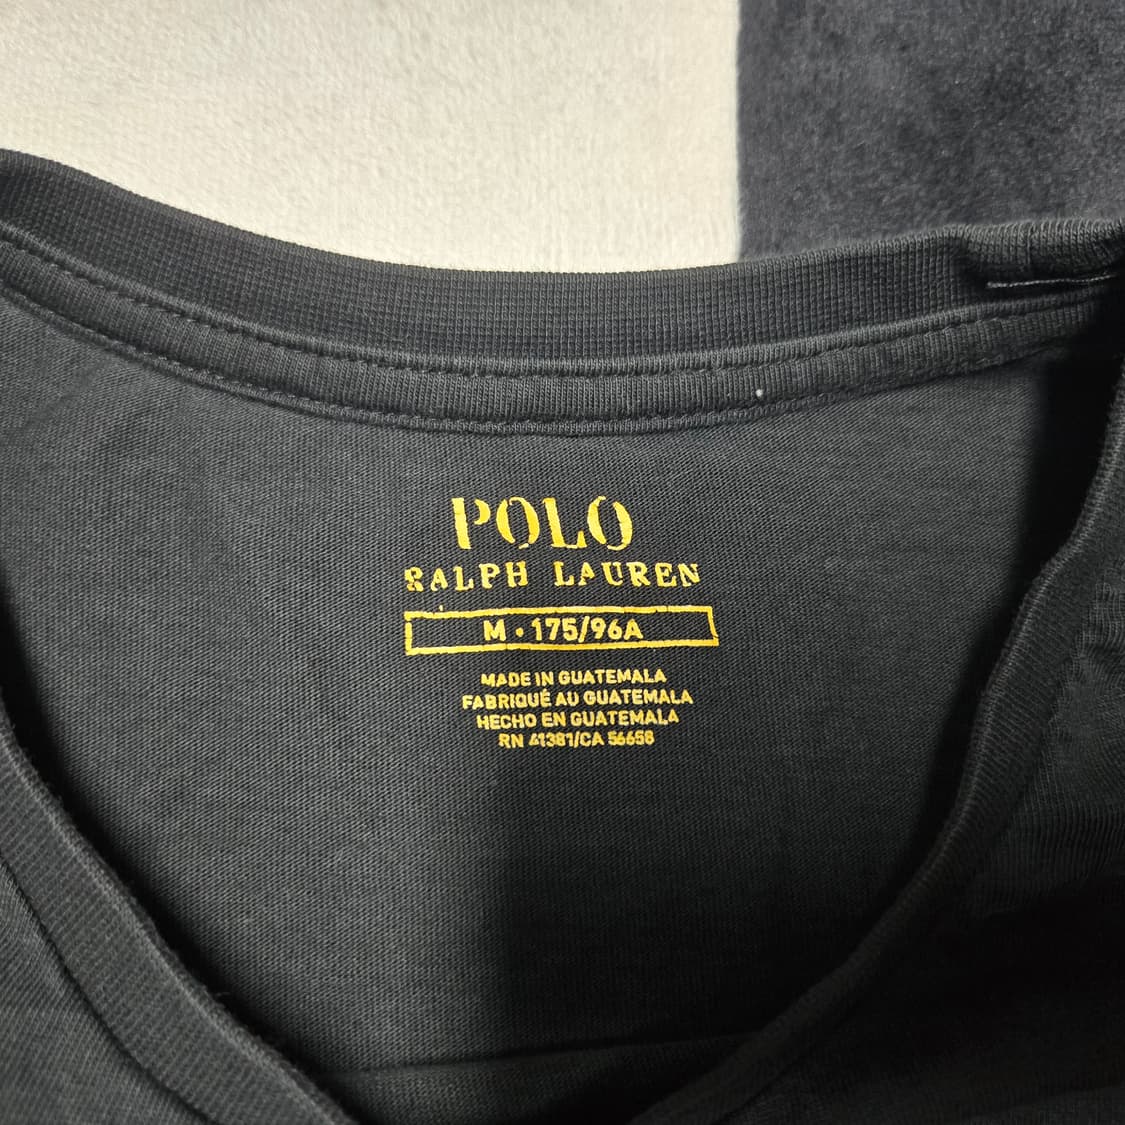 POLO
RALPH LAUREN
M • 175/96A
MADE IN GUATEMALA
FABRIQUÉ AU GUATEMALA
HECHO EN GUATEMALA
RN 41381/CA 56658